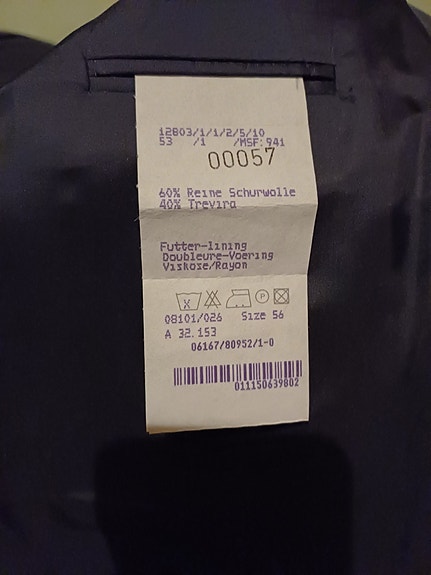 12803/1/1/2/5/10
53 /1 /MSF: 941
00057
60% Reine Schurwolle
40% Trevira
Futter-lining
Doubleure-Voering
Viskose/Rayon
08101/026 Size 56
A 32.153
06167/80952/1-0
011150639802